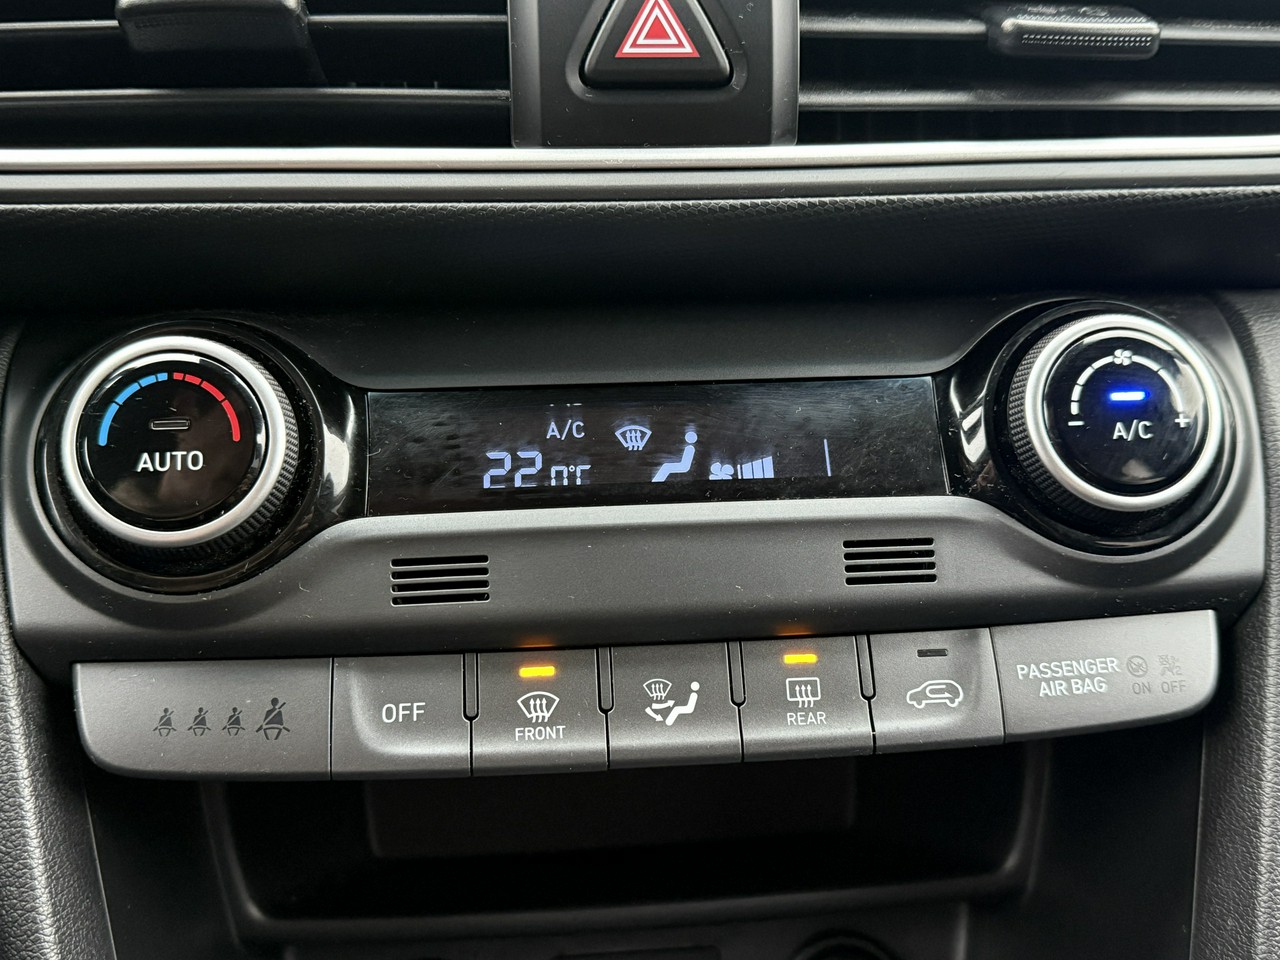 A/C
22.0°C
AUTO
-
A/C
+
OFF
FRONT
REAR
PASSENGER
AIR BAG
ON OFF